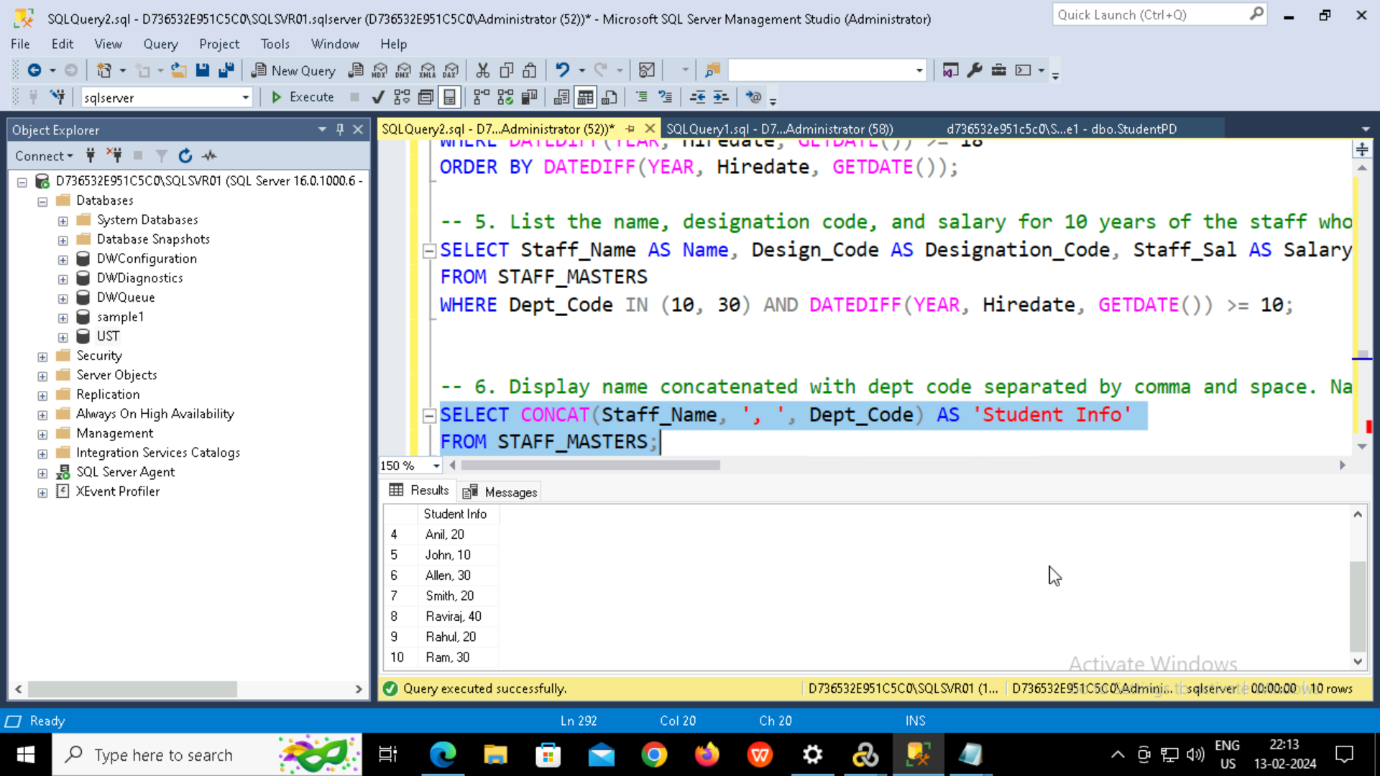 SQLQuery2.sql - D736532E951C5C0\SQLSVR01.sqlserver (D736532E951C5C0\Administrator (52))* - Microsoft SQL Server Management Studio (Administrator)
Quick Launch (Ctrl+Q)
File Edit View Query Project Tools Window Help
New Query MDX DMX XMLA DAX
sqlserver Execute
Object Explorer
Connect
D736532E951C5C0\SQLSVR01 (SQL Server 16.0.1000.6 -
Databases
System Databases
Database Snapshots
DWConfiguration
DWDiagnostics
DWQueue
sample1
UST
Security
Server Objects
Replication
Always On High Availability
Management
Integration Services Catalogs
SQL Server Agent
XEvent Profiler
SQLQuery2.sql - D7...Administrator (52))* SQLQuery1.sql - D7...Administrator (58)) d736532e951c5c0\S...e1 - dbo.StudentPD
WHERE DATEDIFF(YEAR, Hiredate, GETDATE()) >= 18
ORDER BY DATEDIFF(YEAR, Hiredate, GETDATE());
-- 5. List the name, designation code, and salary for 10 years of the staff who
SELECT Staff_Name AS Name, Design_Code AS Designation_Code, Staff_Sal AS Salary
FROM STAFF_MASTERS
WHERE Dept_Code IN (10, 30) AND DATEDIFF(YEAR, Hiredate, GETDATE()) >= 10;
-- 6. Display name concatenated with dept code separated by comma and space. Na
SELECT CONCAT(Staff_Name, ', ', Dept_Code) AS 'Student Info'
FROM STAFF_MASTERS;
150 %
Results Messages
Student Info
4 Anil, 20
5 John, 10
6 Allen, 30
7 Smith, 20
8 Raviraj, 40
9 Rahul, 20
10 Ram, 30
Activate Windows
Query executed successfully. D736532E951C5C0\SQLSVR01 (1... D736532E951C5C0\Admini... sqlserver 00:00:00 10 rows
Ready Ln 292 Col 20 Ch 20 INS
Type here to search
ENG
US
22:13
13-02-2024